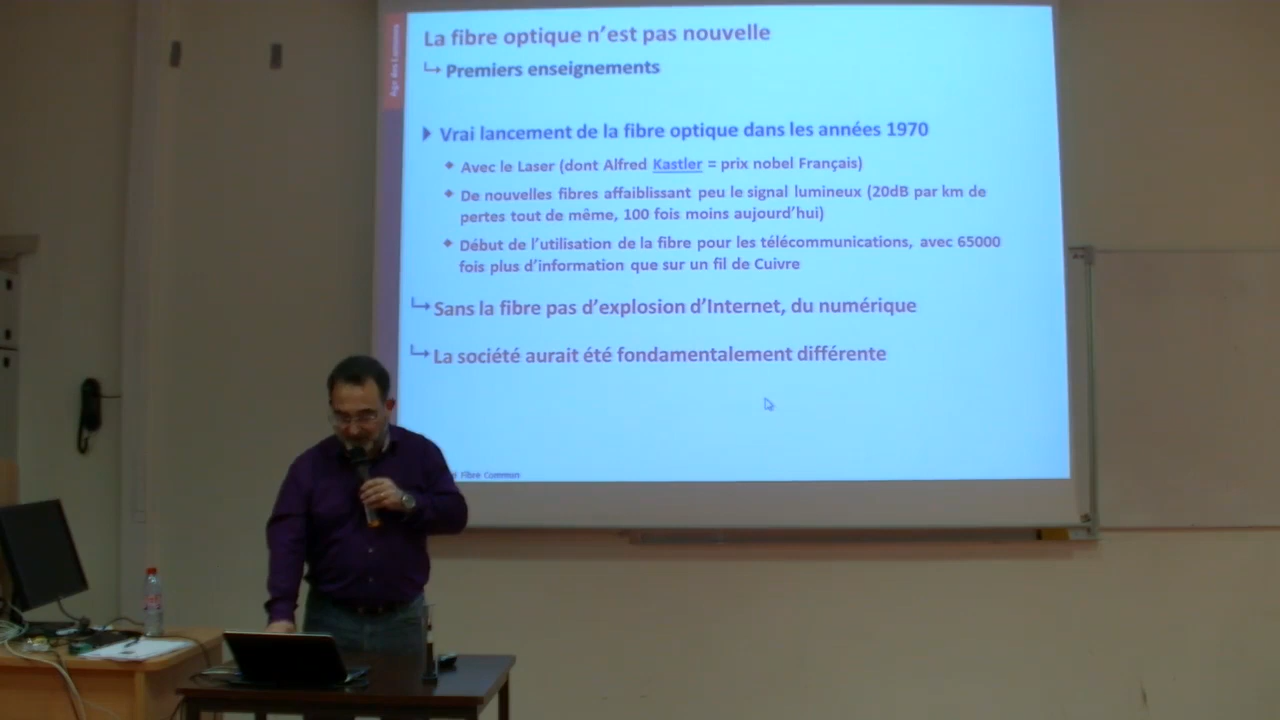 La fibre optique n'est pas nouvelle
Premiers enseignements
Vrai lancement de la fibre optique dans les années 1970
Avec le Laser (dont Alfred Kastler = prix nobel Français)
De nouvelles fibres affaiblissant peu le signal lumineux (20dB par km de
pertes tout de même, 100 fois moins aujourd'hui)
Début de l'utilisation de la fibre pour les télécommunications, avec 65000
fois plus d'information que sur un fil de Cuivre
Sans la fibre pas d'explosion d'Internet, du numérique
La société aurait été fondamentalement différente
Fibre Commun